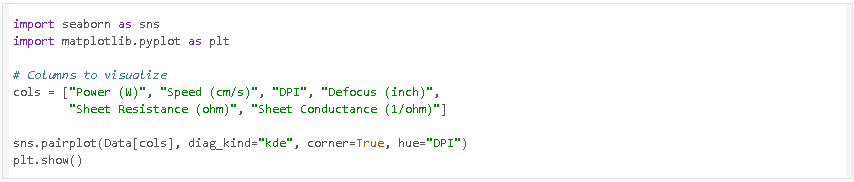 import seaborn as sns
import matplotlib.pyplot as plt
# Columns to visualize
cols = ["Power (W)", "Speed (cm/s)", "DPI", "Defocus (inch)",
"Sheet Resistance (ohm)", "Sheet Conductance (1/ohm)"]
sns.pairplot(Data[cols], diag_kind="kde", corner=True, hue="DPI")
plt.show()